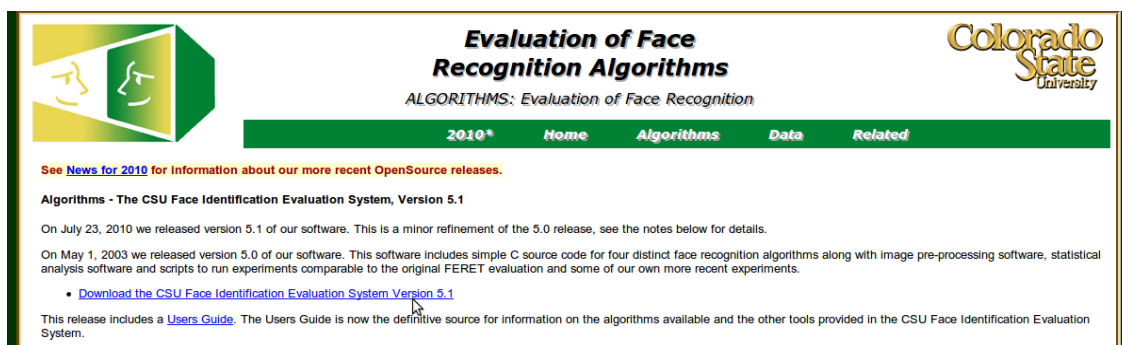 Evaluation of Face
Recognition Algorithms
Colorado
State
University
ALGORITHMS: Evaluation of Face Recognition
2010* Home Algorithms Data Related
See News for 2010 for information about our more recent OpenSource releases.
Algorithms - The CSU Face Identification Evaluation System, Version 5.1
On July 23, 2010 we released version 5.1 of our software. This is a minor refinement of the 5.0 release, see the notes below for details.
On May 1, 2003 we released version 5.0 of our software. This software includes simple C source code for four distinct face recognition algorithms along with image pre-processing software, statistical
analysis software and scripts to run experiments comparable to the original FERET evaluation and some of our own more recent experiments.
• Download the CSU Face Identification Evaluation System Version 5.1
This release includes a Users Guide. The Users Guide is now the definitive source for information on the algorithms available and the other tools provided in the CSU Face Identification Evaluation
System.